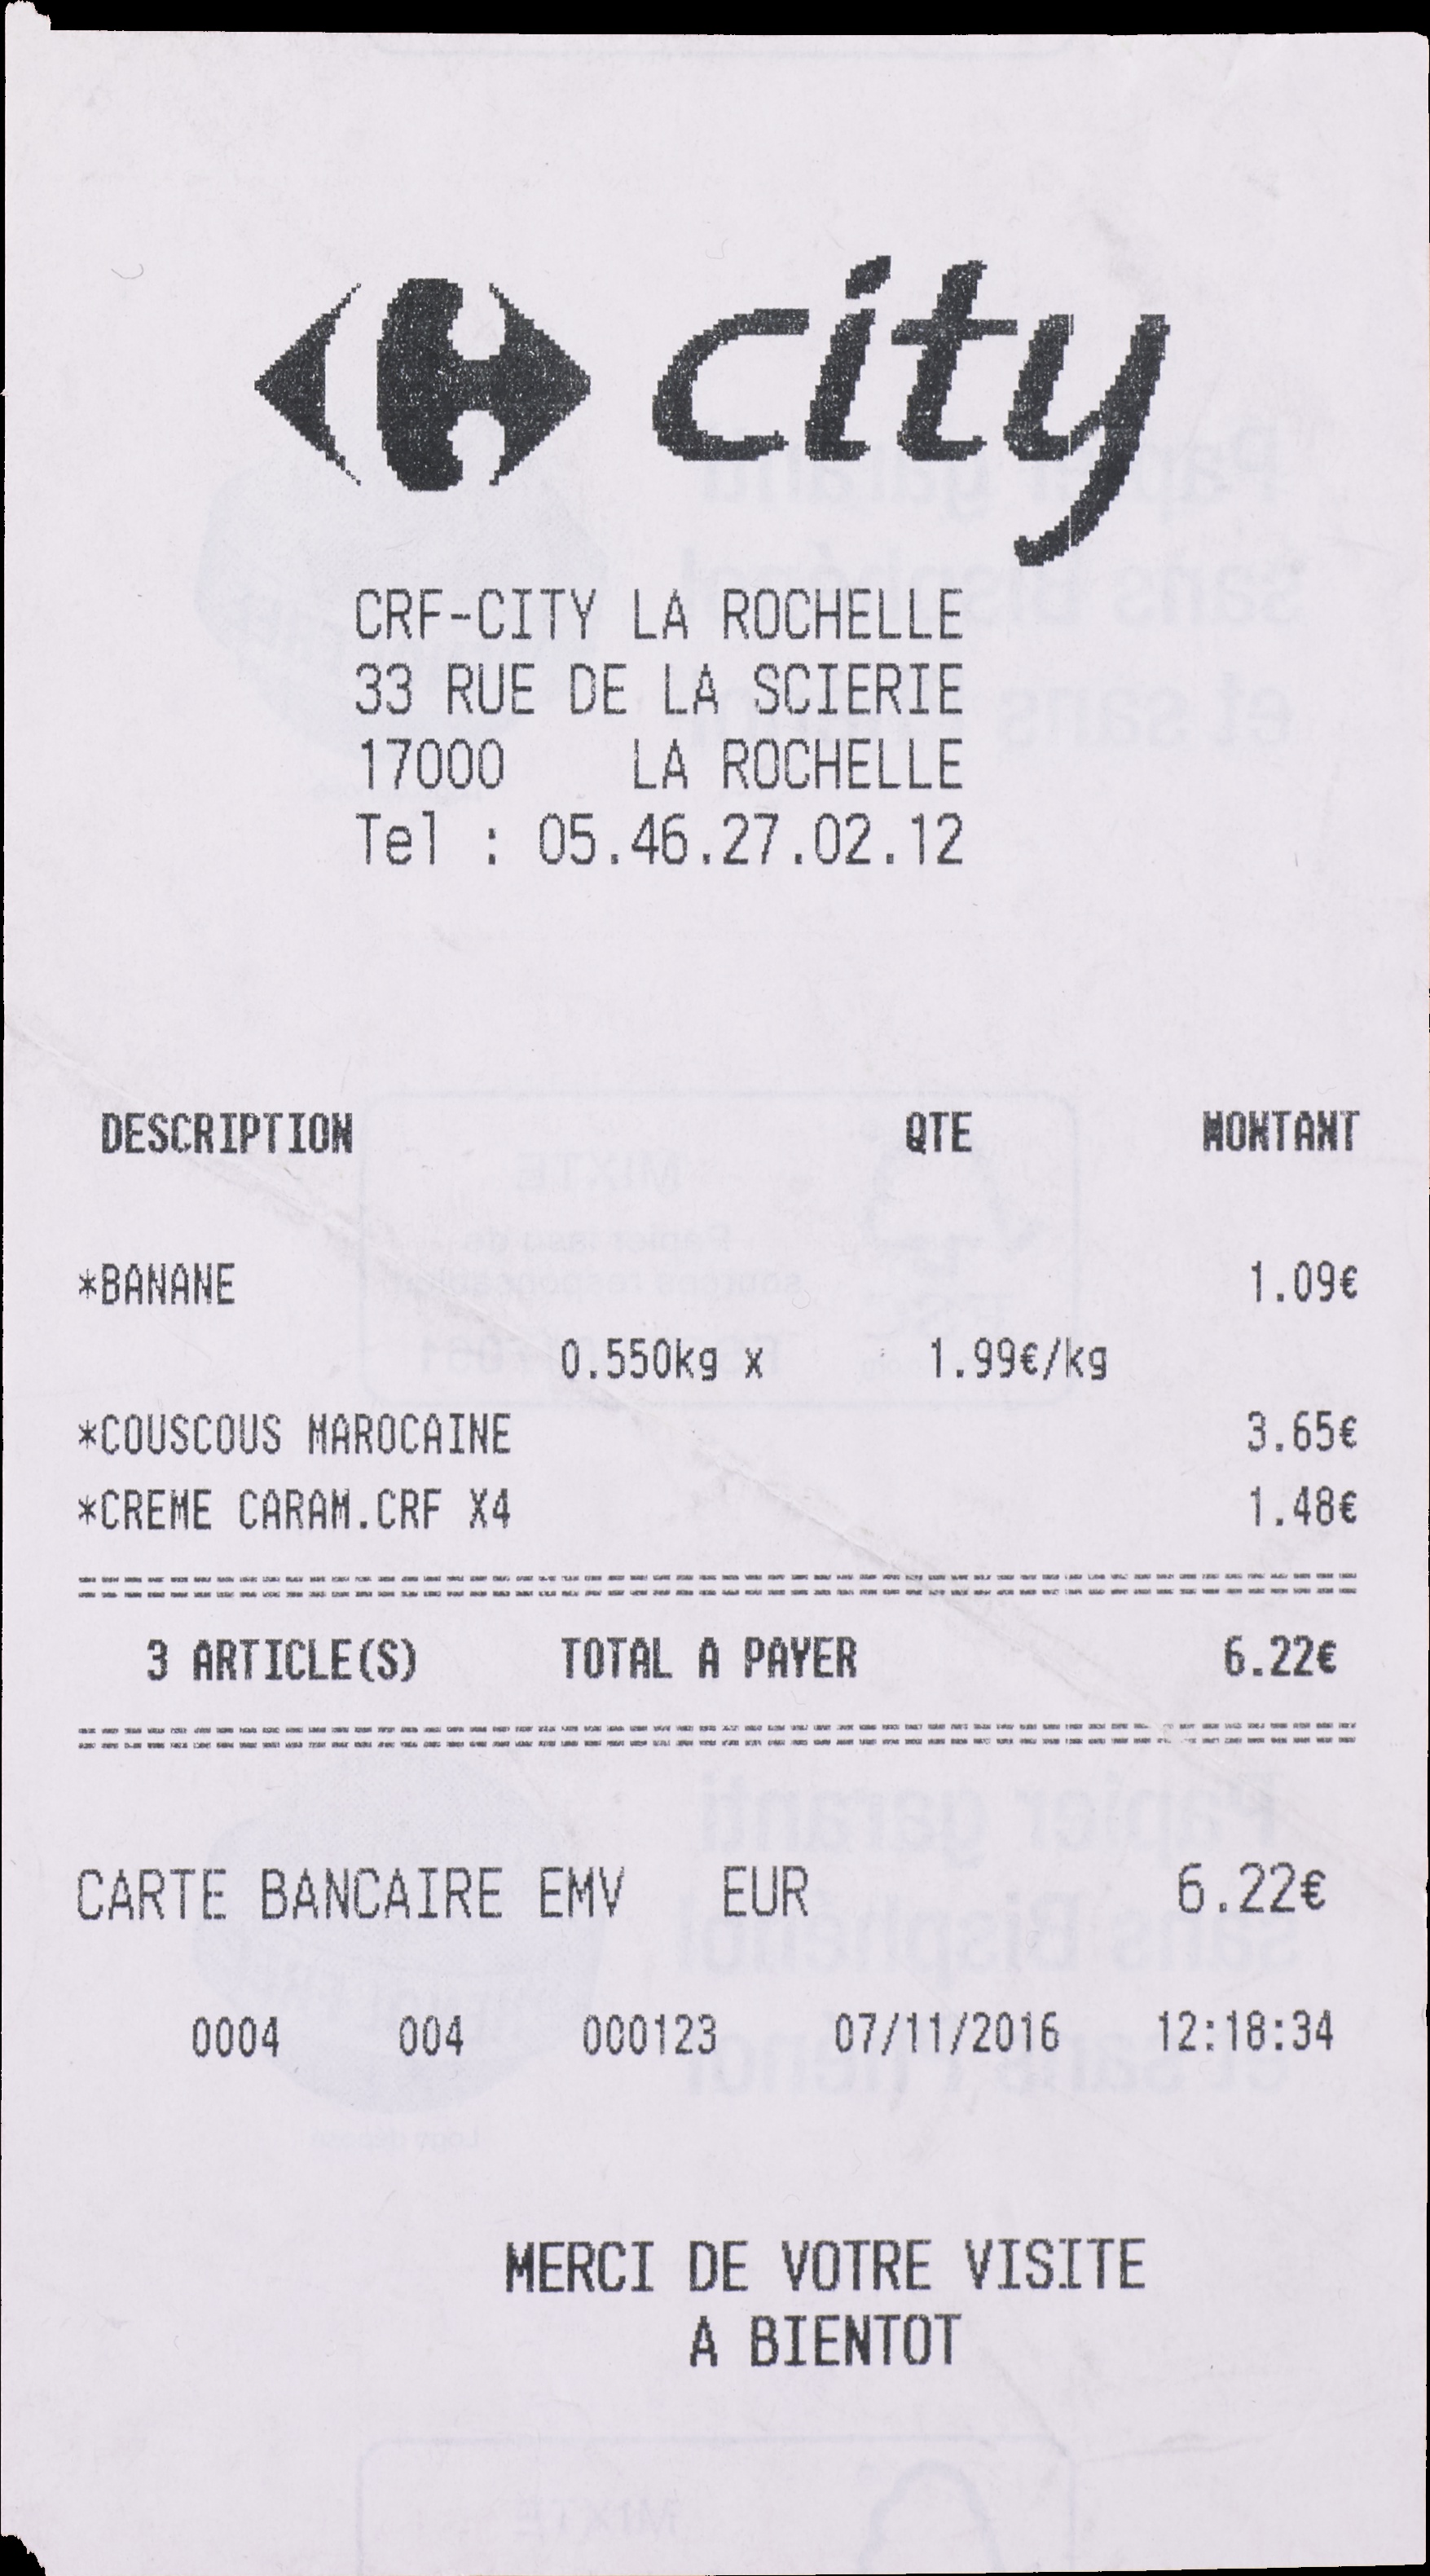 city
CRF-CITY LA ROCHELLE
33 RUE DE LA SCIERIE
17000 LA ROCHELLE
Tel : 05.46.27.02.12
DESCRIPTION QTE MONTANT
*BANANE 1.09€
0.550kg x 1.99€/kg
*COUSCOUS MAROCAINE 3.65€
*CREME CARAM.CRF X4 1.48€
3 ARTICLE(S) TOTAL A PAYER 6.22€
CARTE BANCAIRE EMV EUR 6.22€
0004 004 000123 07/11/2016 12:18:34
MERCI DE VOTRE VISITE
A BIENTOT